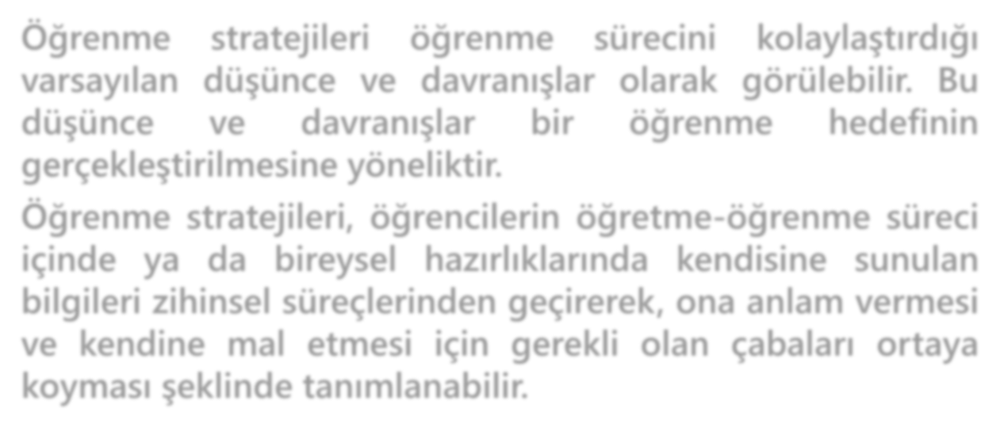 Öğrenme stratejileri öğrenme sürecini kolaylaştırdığı
varsayılan düşünce ve davranışlar olarak görülebilir. Bu
düşünce ve davranışlar bir öğrenme hedefinin
gerçekleştirilmesine yöneliktir.
Öğrenme stratejileri, öğrencilerin öğretme-öğrenme süreci
içinde ya da bireysel hazırlıklarında kendisine sunulan
bilgileri zihinsel süreçlerinden geçirerek, ona anlam vermesi
ve kendine mal etmesi için gerekli olan çabaları ortaya
koyması şeklinde tanımlanabilir.